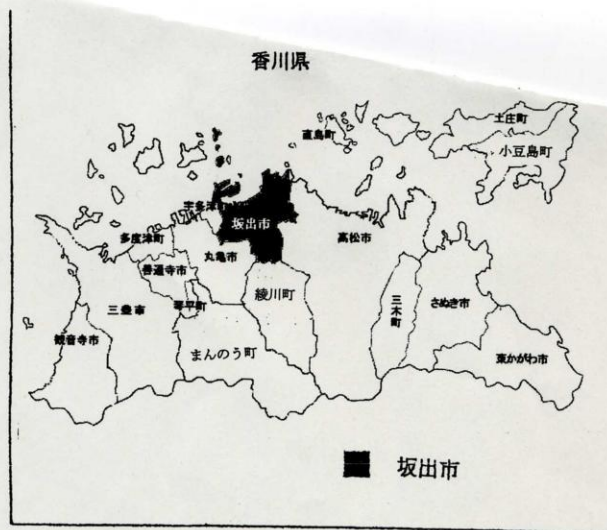 香川県
土庄町
直島町
小豆島町
宇多津町
坂出市
多度津町
丸亀市
高松市
善通寺市
綾川町
三木町
さぬき市
三豊市
琴平町
観音寺市
まんのう町
東かがわ市
坂出市